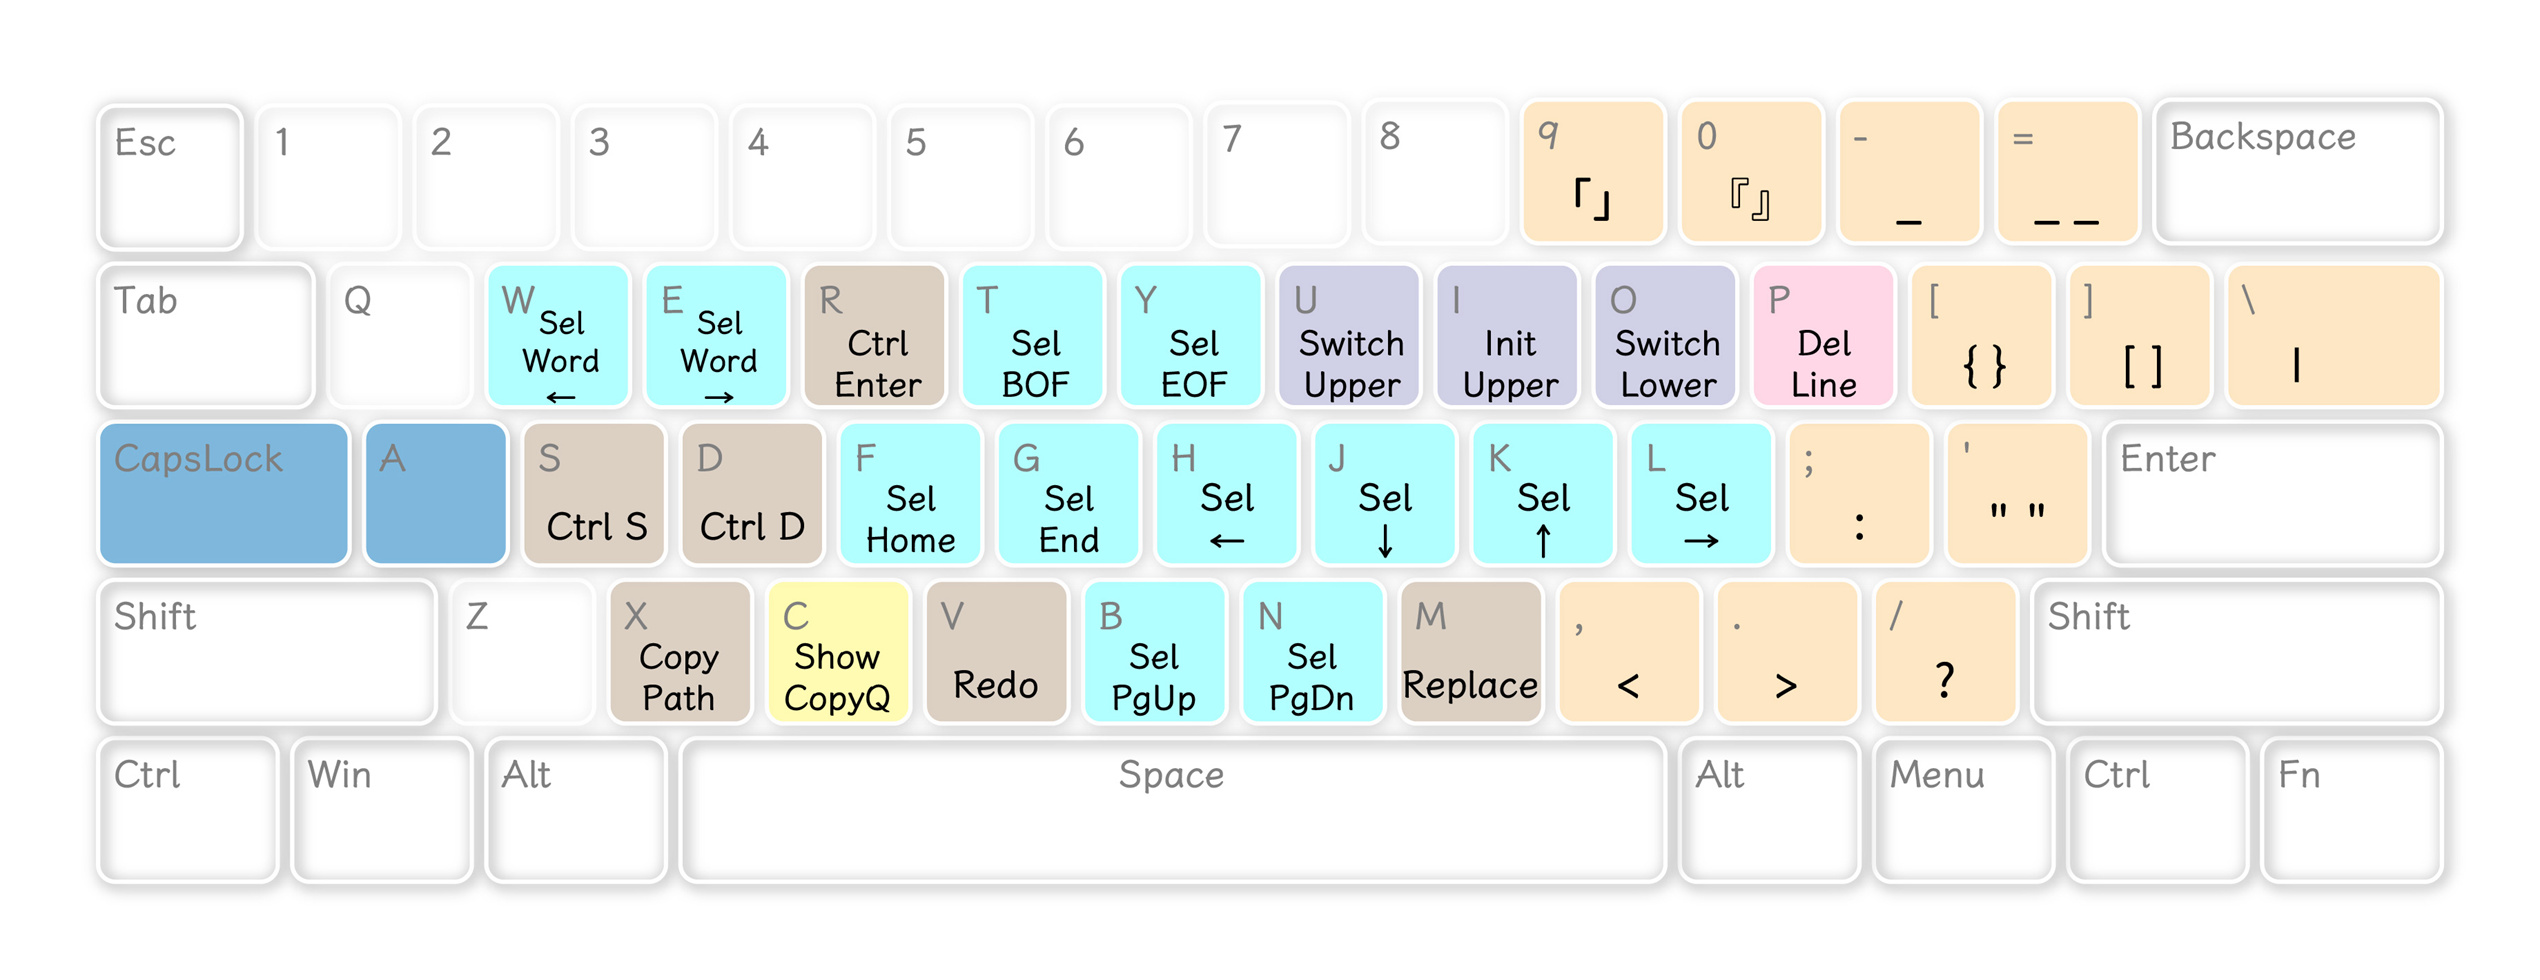 Esc 1 2 3 4 5 6 7 8 9 0 - = Backspace
「」 『』 _ _ _
Tab Q W E R T Y U I O P [ ] \
Sel Word ← Sel Word → Ctrl Enter Sel BOF Sel EOF Switch Upper Init Upper Switch Lower Del Line { } [ ] |
CapsLock A S D F G H J K L ; ' Enter
Ctrl S Ctrl D Sel Home Sel End Sel ← Sel ↓ Sel ↑ Sel → : " "
Shift Z X C V B N M , . / Shift
Copy Path Show CopyQ Redo Sel PgUp Sel PgDn Replace < > ?
Ctrl Win Alt Space Alt Menu Ctrl Fn